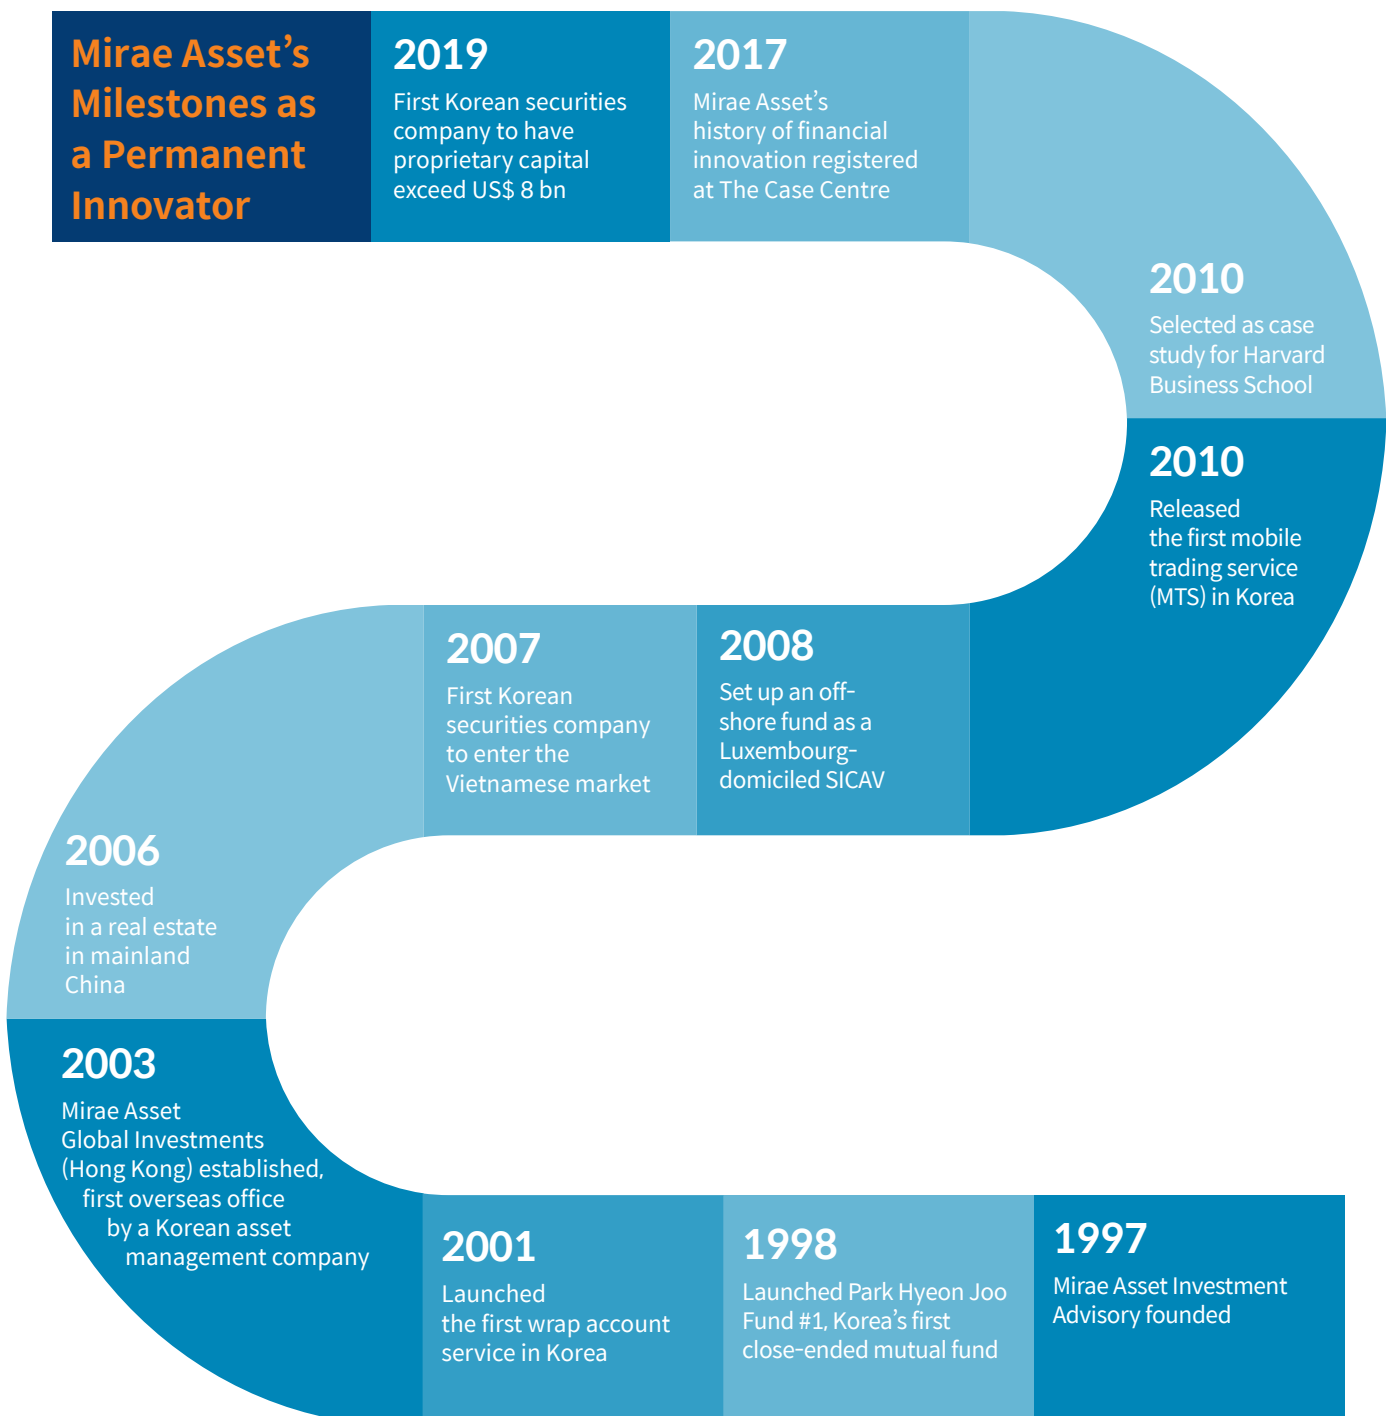 Mirae Asset's
Milestones as
a Permanent
Innovator
2019
First Korean securities
company to have
proprietary capital
exceed US$ 8 bn
2017
Mirae Asset's
history of financial
innovation registered
at The Case Centre
2010
Selected as case
study for Harvard
Business School
2010
Released
the first mobile
trading service
(MTS) in Korea
2008
Set up an off-
shore fund as a
Luxembourg-
domiciled SICAV
2007
First Korean
securities company
to enter the
Vietnamese market
2006
Invested
in a real estate
in mainland
China
2003
Mirae Asset
Global Investments
(Hong Kong) established,
first overseas office
by a Korean asset
management company
2001
Launched
the first wrap account
service in Korea
1998
Launched Park Hyeon Joo
Fund #1, Korea's first
close-ended mutual fund
1997
Mirae Asset Investment
Advisory founded